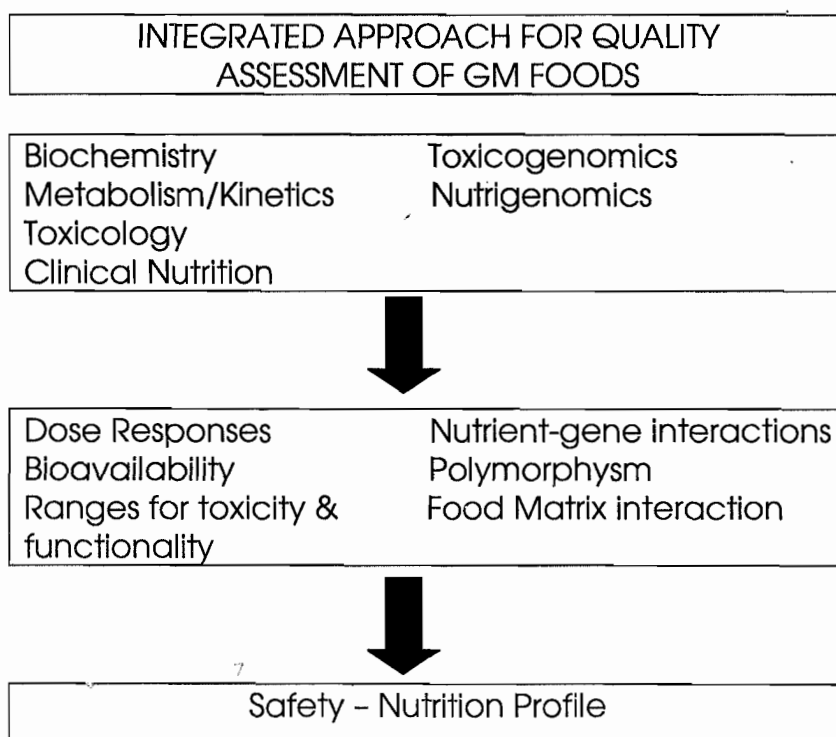 INTEGRATED APPROACH FOR QUALITY
ASSESSMENT OF GM FOODS
Biochemistry
Metabolism/Kinetics
Toxicology
Clinical Nutrition
Toxicogenomics
Nutrigenomics
Dose Responses
Bioavailability
Ranges for toxicity &
functionality
Nutrient-gene interactions
Polymorphysm
Food Matrix interaction
Safety – Nutrition Profile